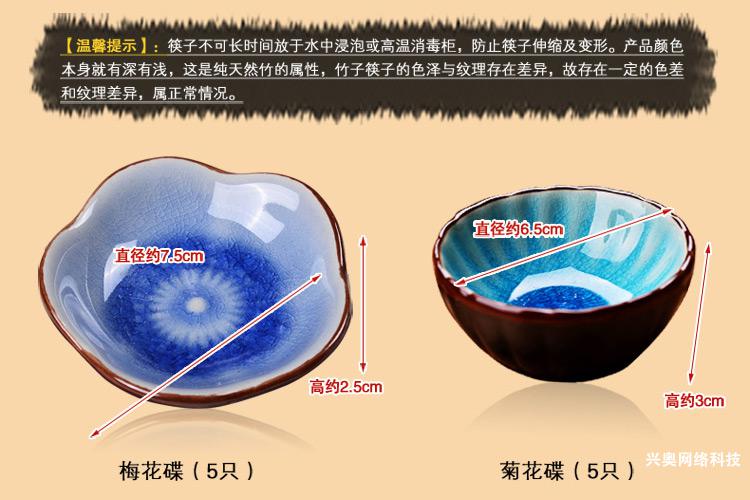 【温馨提示】：筷子不可长时间放于水中浸泡或高温消毒柜，防止筷子伸缩及变形。产品颜色
本身就有深有浅，这是纯天然竹的属性，竹子筷子的色泽与纹理存在差异，故存在一定的色差
和纹理差异，属正常情况。
直径约7.5cm
高约2.5cm
直径约6.5cm
高约3cm
梅花碟（5只）
菊花碟（5只）
兴奥网络科技